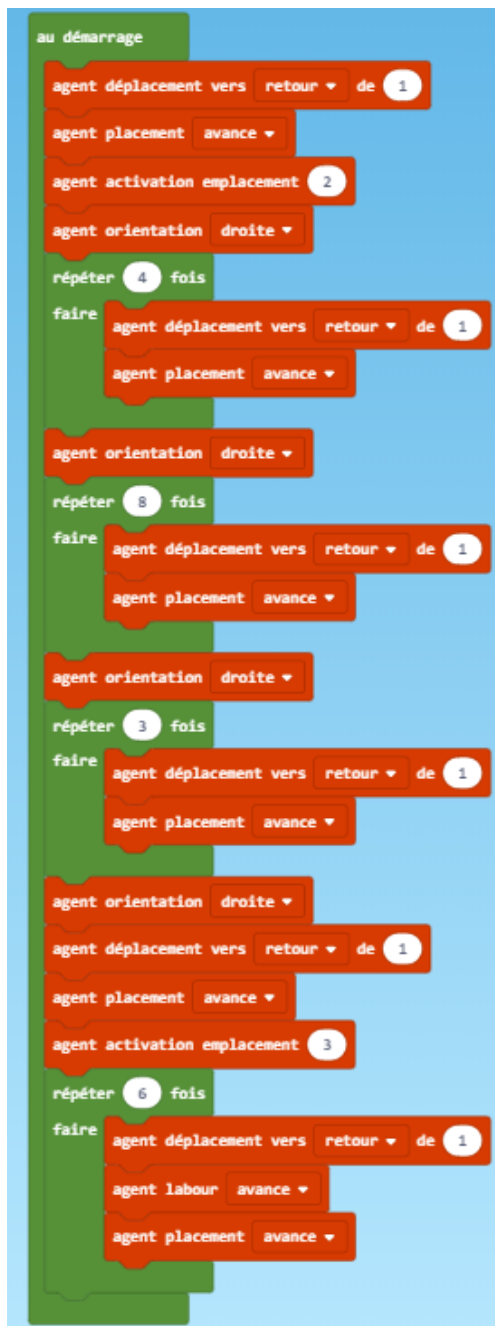 au démarrage
agent déplacement vers retour de 1
agent placement avance
agent activation emplacement 2
agent orientation droite
répéter 4 fois
faire
agent déplacement vers retour de 1
agent placement avance
agent orientation droite
répéter 8 fois
faire
agent déplacement vers retour de 1
agent placement avance
agent orientation droite
répéter 3 fois
faire
agent déplacement vers retour de 1
agent placement avance
agent orientation droite
agent déplacement vers retour de 1
agent placement avance
agent activation emplacement 3
répéter 6 fois
faire
agent déplacement vers retour de 1
agent labour avance
agent placement avance